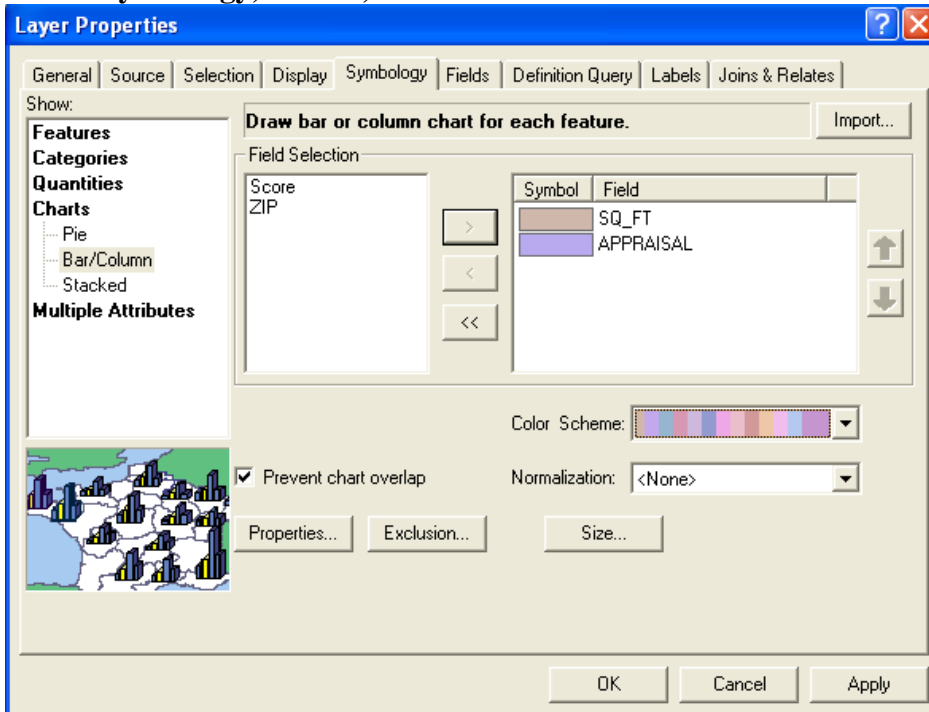 Layer Properties
General Source Selection Display Symbology Fields Definition Query Labels Joins & Relates
Show:
Features
Categories
Quantities
Charts
Pie
Bar/Column
Stacked
Multiple Attributes
Draw bar or column chart for each feature.
Import...
Field Selection
Score
ZIP
>
<
<<
Symbol Field
SQ_FT
APPRAISAL
Color Scheme:
Prevent chart overlap
Normalization: <None>
Properties... Exclusion... Size...
OK Cancel Apply